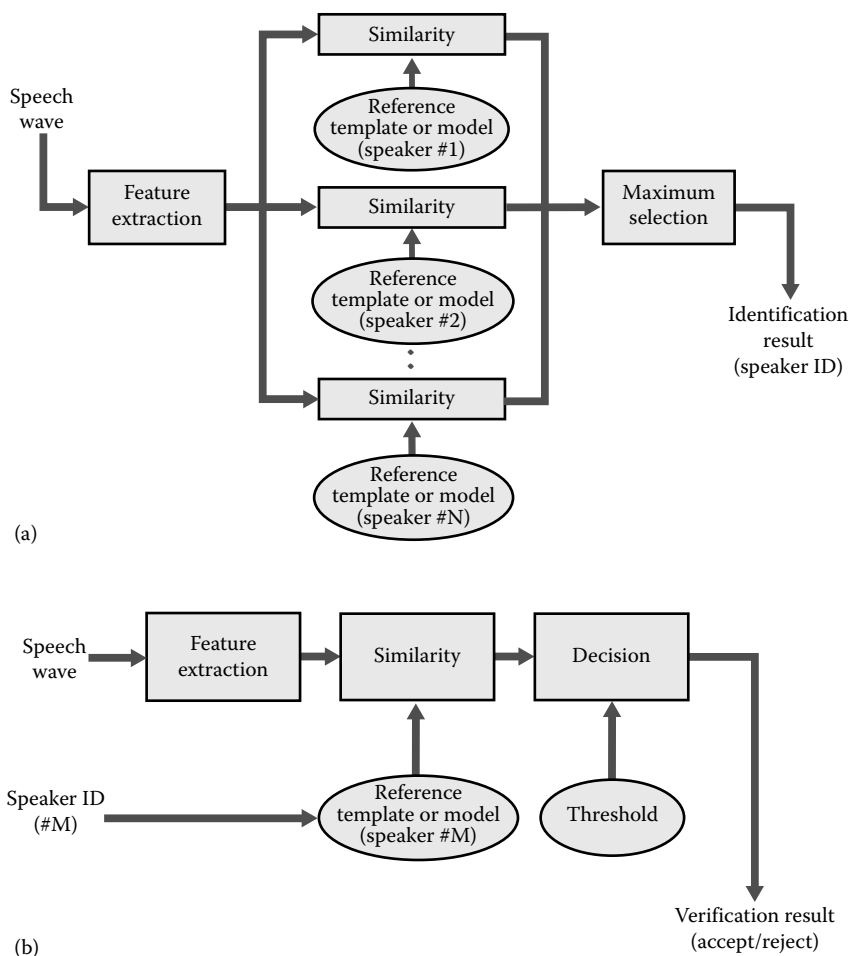 Similarity
Speech
wave
Reference
template or model
(speaker #1)
Feature
extraction
Similarity
Maximum
selection
Reference
template or model
(speaker #2)
Identification
result
(speaker ID)
Similarity
Reference
template or model
(speaker #N)
(a)
Speech
wave
Feature
extraction
Similarity
Decision
Speaker ID
(#M)
Reference
template or model
(speaker #M)
Threshold
Verification result
(accept/reject)
(b)